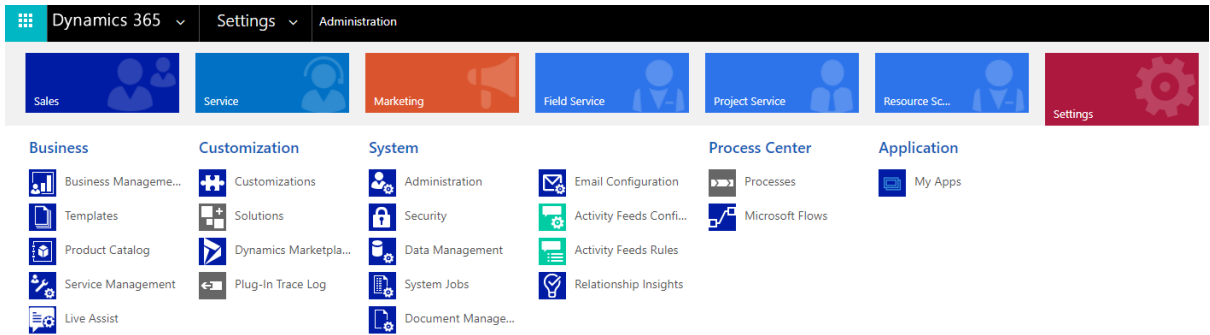 Dynamics 365 Settings Administration
Sales Service Marketing Field Service Project Service Resource Sc... Settings
Business Customization System Process Center Application
Business Manageme... Customizations Administration Email Configuration Processes My Apps
Templates Solutions Security Activity Feeds Confi... Microsoft Flows
Product Catalog Dynamics Marketpla... Data Management Activity Feeds Rules
Service Management Plug-In Trace Log System Jobs Relationship Insights
Live Assist Document Manage...